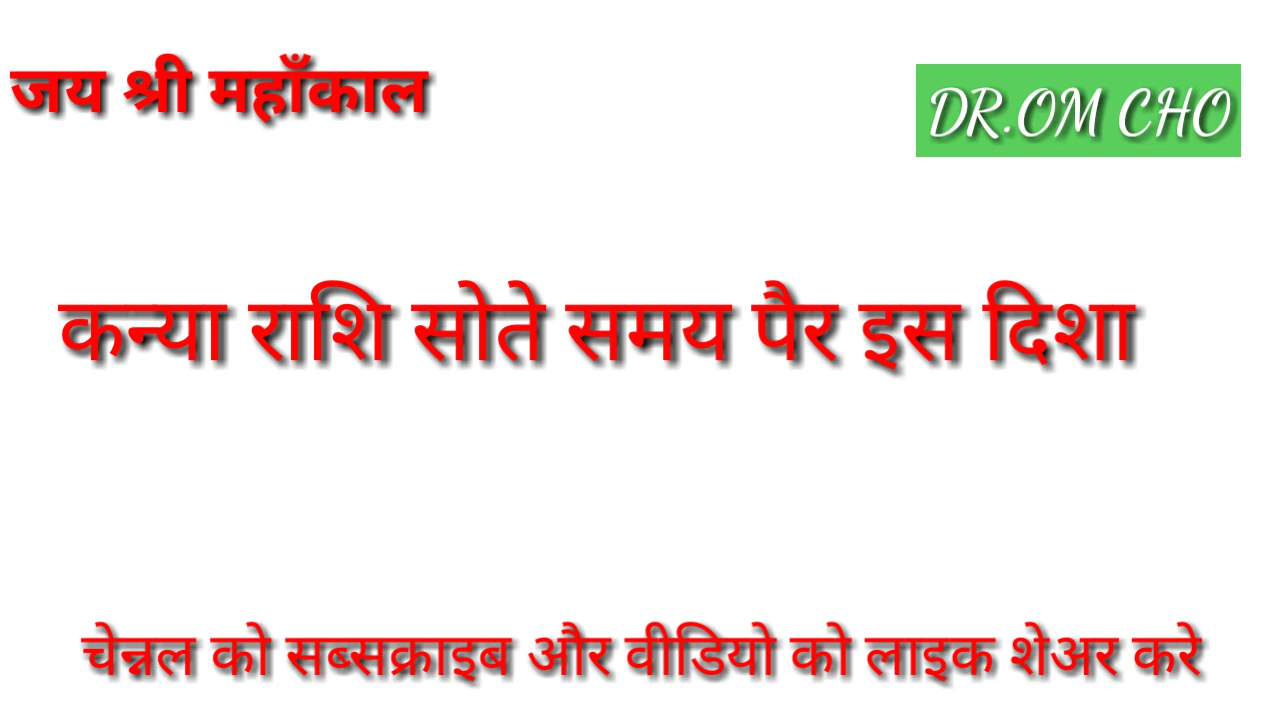 जय श्री महाँकाल
DR.OM CHO
कन्या राशि सोते समय पैर इस दिशा
चेन्नल को सब्सक्राइब और वीडियो को लाइक शेअर करे